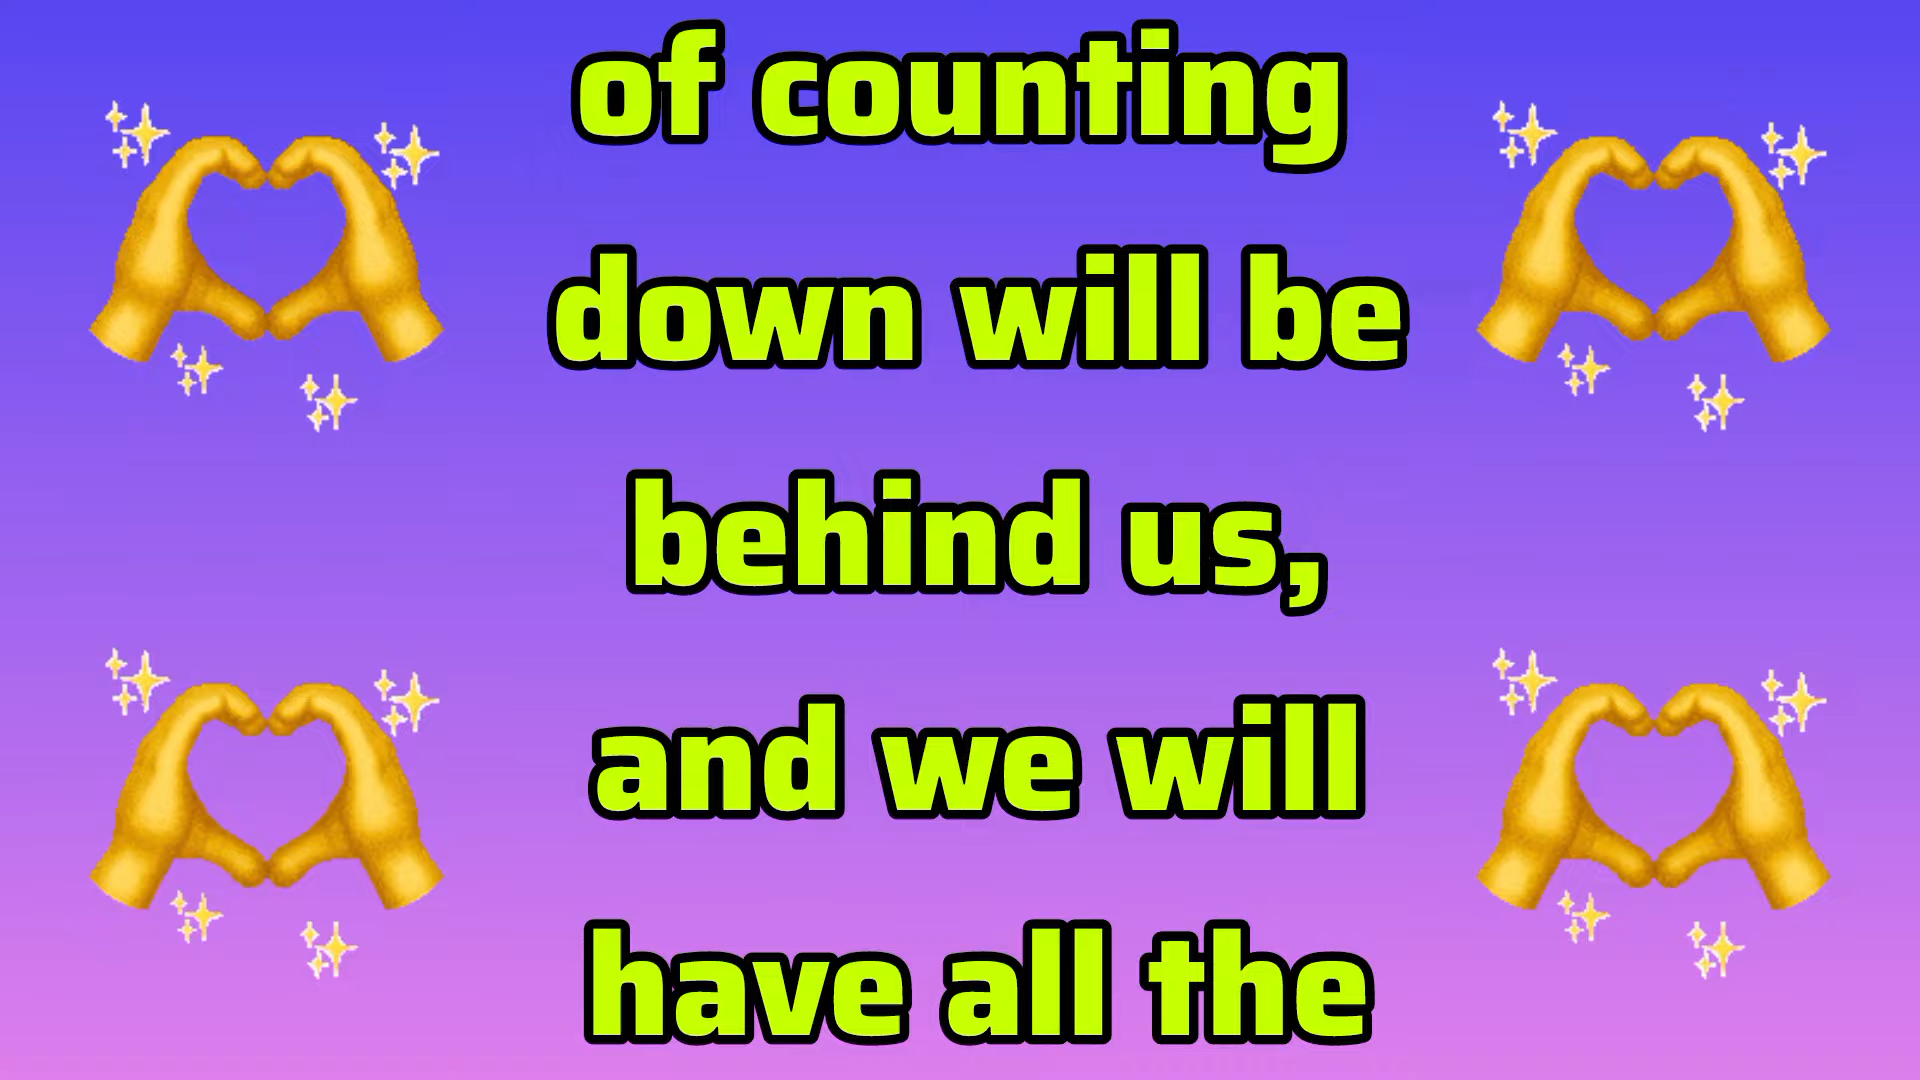 of counting
down will be
behind us,
and we will
have all the